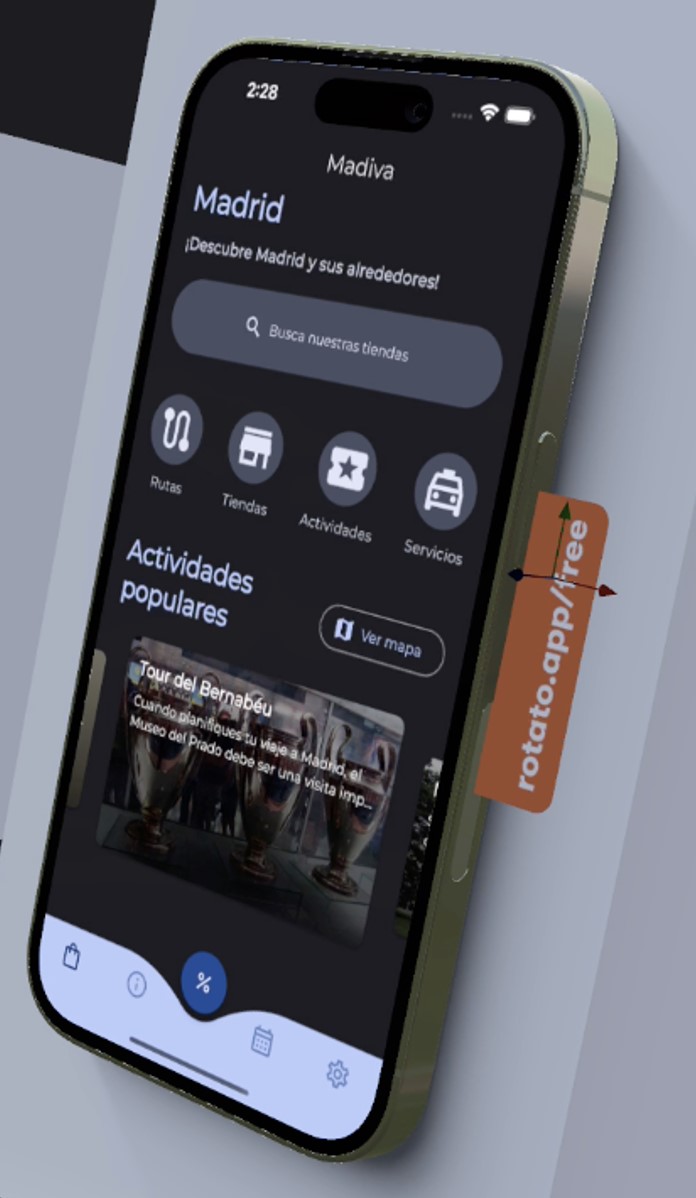 2:28
Madiva
Madrid
¡Descubre Madrid y sus alrededores!
Busca nuestras tiendas
Rutas
Tiendas
Actividades
Servicios
Actividades
populares
Ver mapa
Tour del Bernabéu
Cuando planifiques tu viaje a Madrid, el
Museo del Prado debe ser una visita imp...
%
rotato.app/free